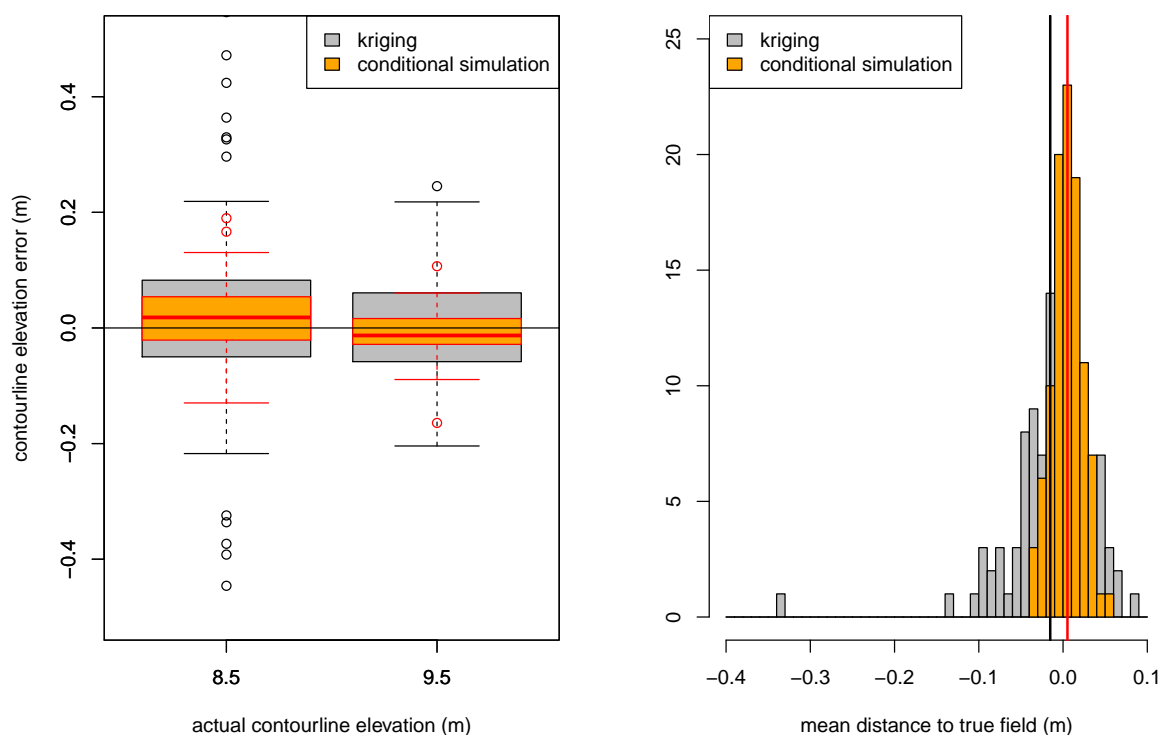 kriging
conditional simulation
contourline elevation error (m)
0.4
0.2
0.0
−0.2
−0.4
8.5
9.5
actual contourline elevation (m)
kriging
conditional simulation
25
20
15
10
5
0
−0.4
−0.3
−0.2
−0.1
0.0
0.1
mean distance to true field (m)